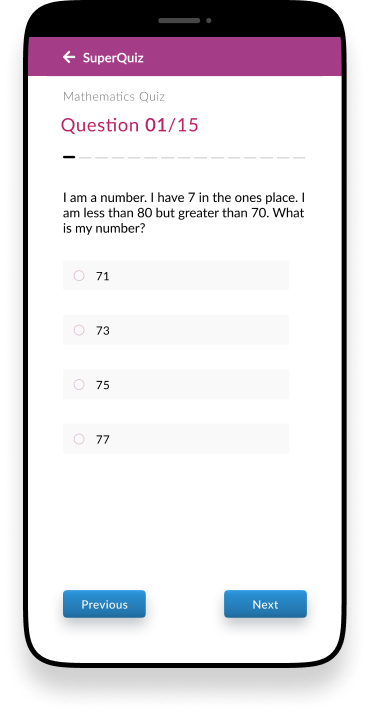 SuperQuiz
Mathematics Quiz
Question 01/15
I am a number. I have 7 in the ones place. I
am less than 80 but greater than 70. What
is my number?
71
73
75
77
Previous
Next